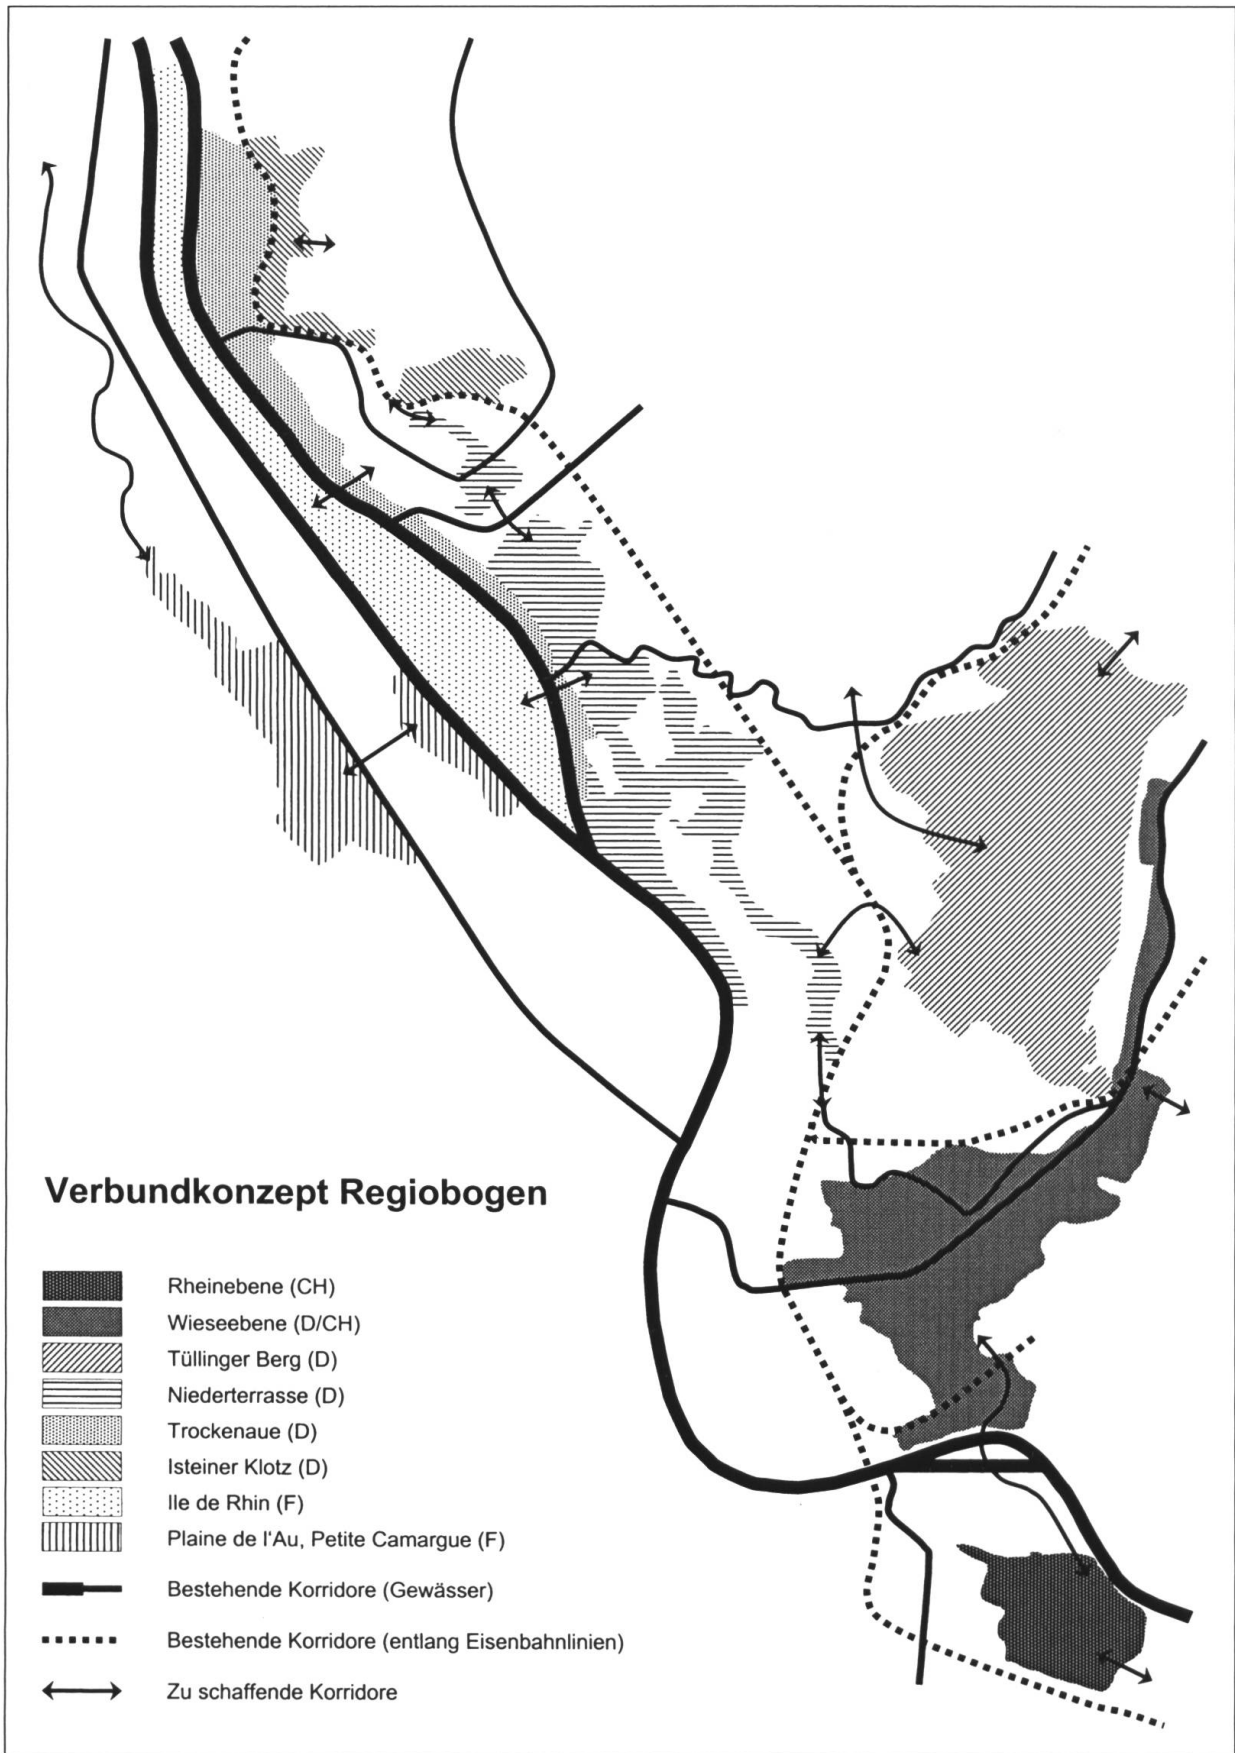 Verbundkonzept Regiobogen
Rheinebene (CH)
Wieseebene (D/CH)
Tüllinger Berg (D)
Niederterrasse (D)
Trockenaue (D)
Isteiner Klotz (D)
Ile de Rhin (F)
Plaine de l'Au, Petite Camargue (F)
Bestehende Korridore (Gewässer)
Bestehende Korridore (entlang Eisenbahnlinien)
Zu schaffende Korridore